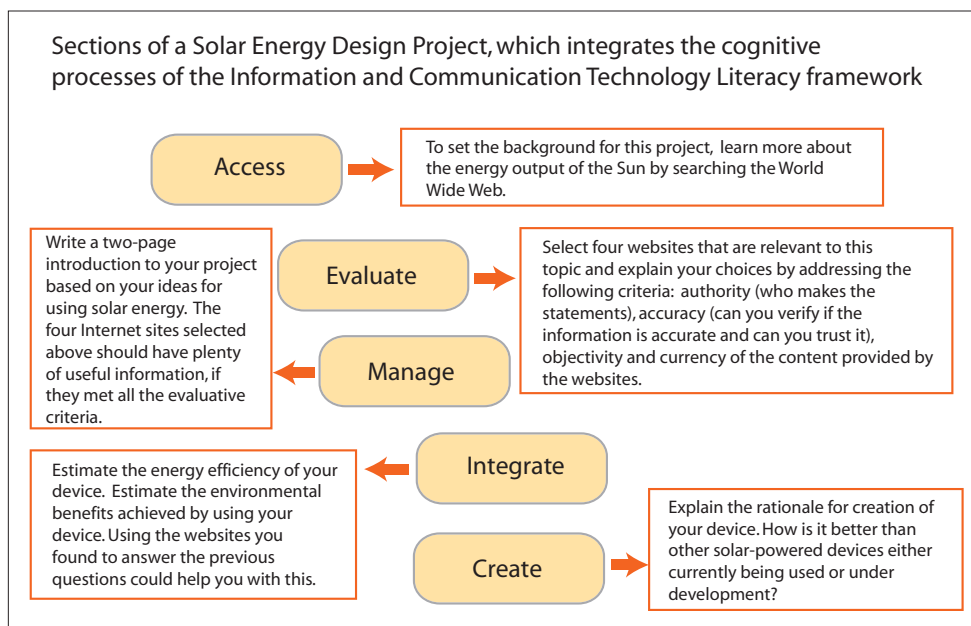 Sections of a Solar Energy Design Project, which integrates the cognitive
processes of the Information and Communication Technology Literacy framework
Access
To set the background for this project, learn more about
the energy output of the Sun by searching the World
Wide Web.
Evaluate
Select four websites that are relevant to this
topic and explain your choices by addressing the
following criteria: authority (who makes the
statements), accuracy (can you verify if the
information is accurate and can you trust it),
objectivity and currency of the content provided by
the websites.
Manage
Write a two-page
introduction to your project
based on your ideas for
using solar energy. The
four Internet sites selected
above should have plenty
of useful information, if
they met all the evaluative
criteria.
Integrate
Estimate the energy efficiency of your
device. Estimate the environmental
benefits achieved by using your
device. Using the websites you
found to answer the previous
questions could help you with this.
Create
Explain the rationale for creation of
your device. How is it better than
other solar-powered devices either
currently being used or under
development?